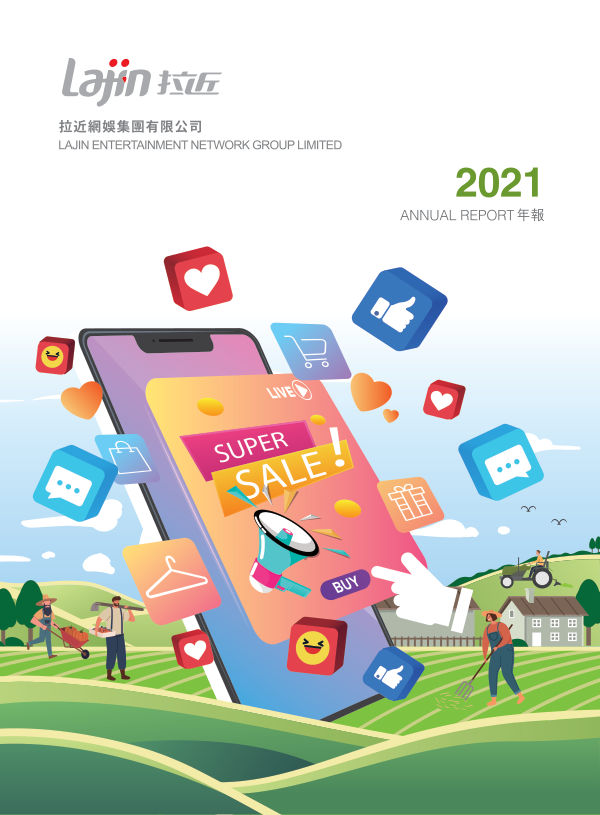 Lajin 拉近
拉近網娛集團有限公司
LAJIN ENTERTAINMENT NETWORK GROUP LIMITED
2021
ANNUAL REPORT 年報
LIVE
SUPER
SALE!
BUY